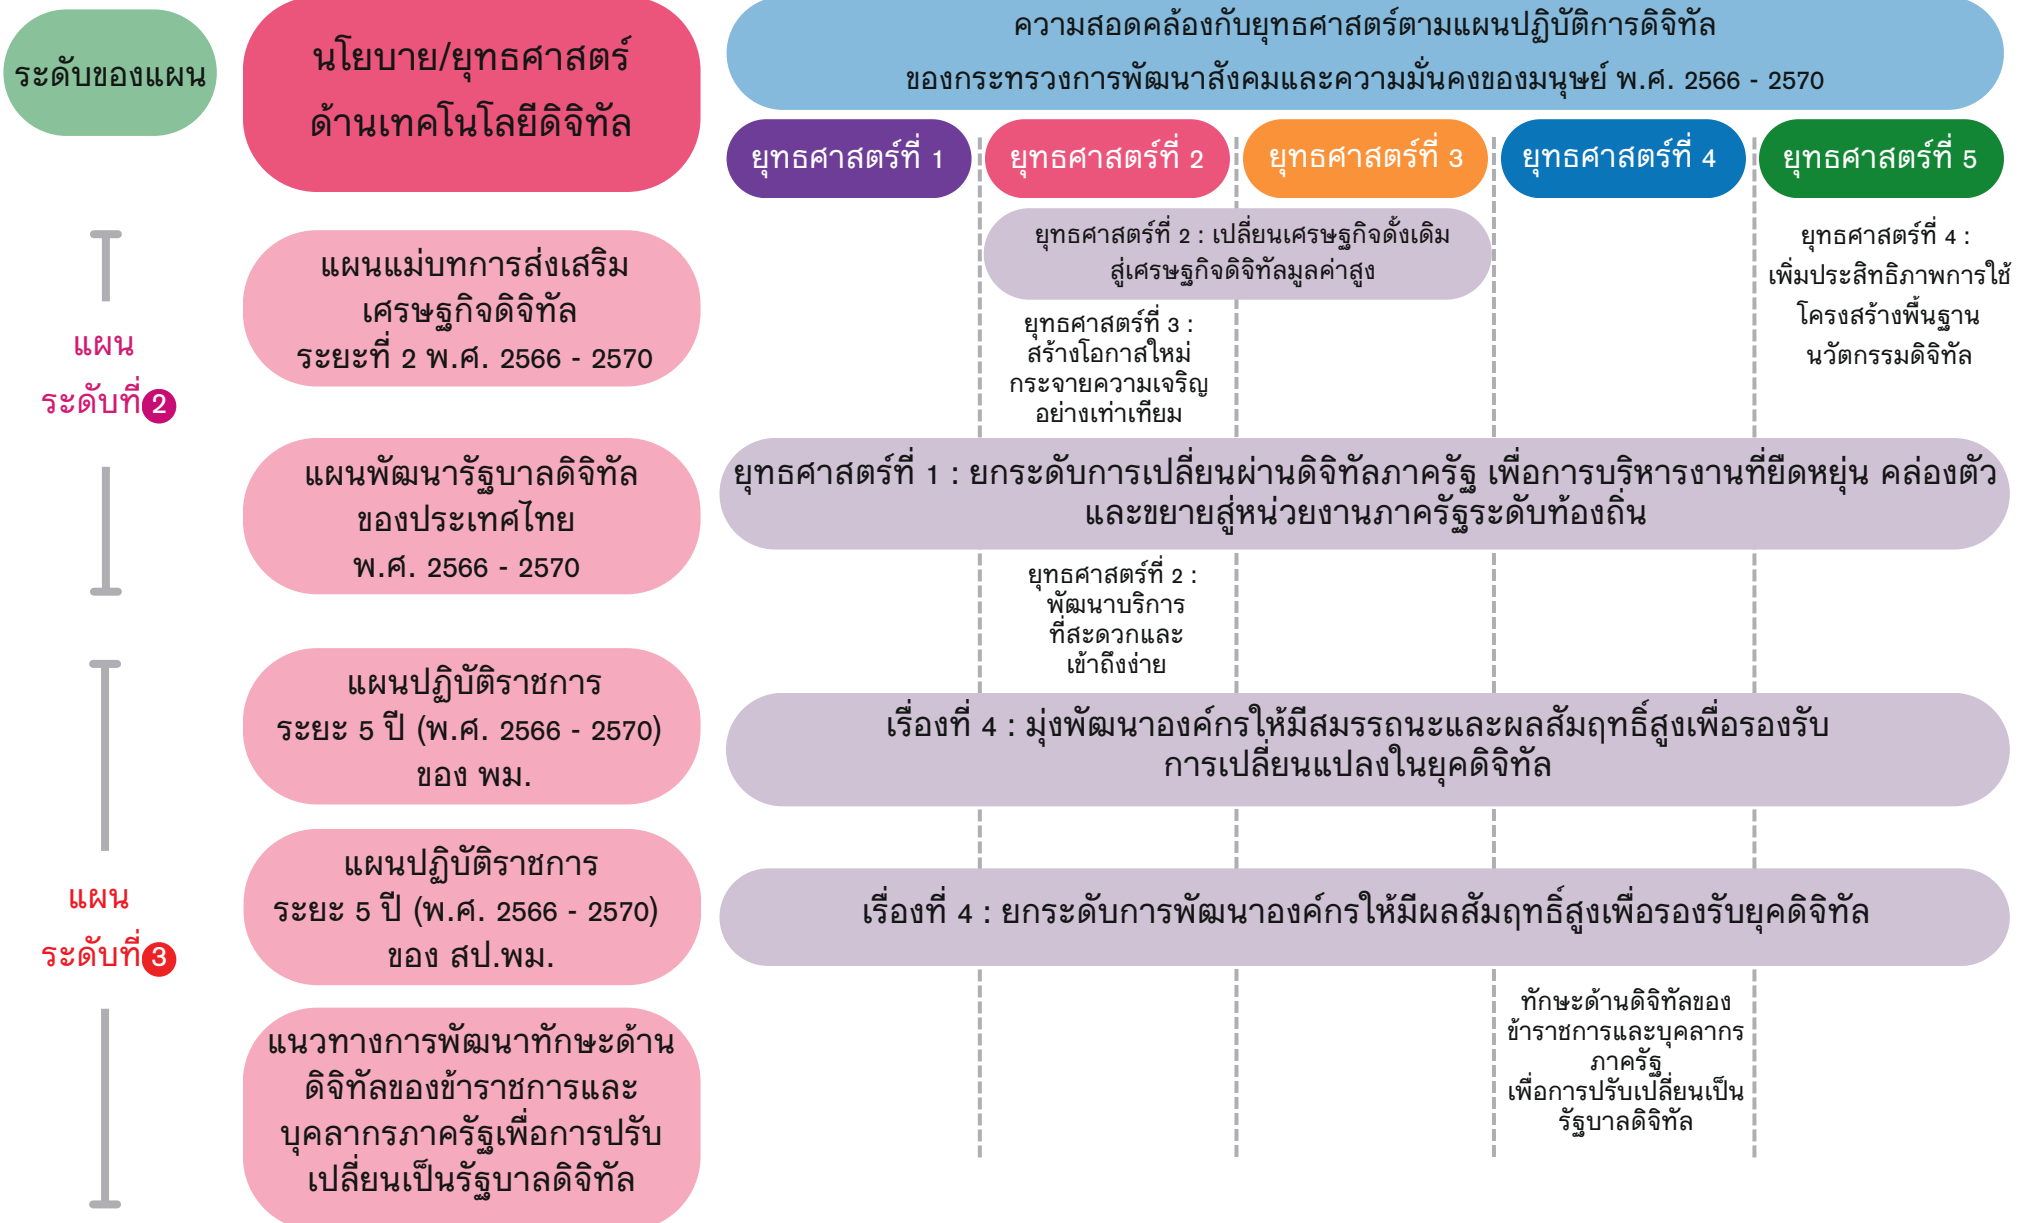 ระดับของแผน
นโยบาย/ยุทธศาสตร์
ด้านเทคโนโลยีดิจิทัล
ความสอดคล้องกับยุทธศาสตร์ตามแผนปฏิบัติการดิจิทัล
ของกระทรวงการพัฒนาสังคมและความมั่นคงของมนุษย์ พ.ศ. 2566 - 2570
ยุทธศาสตร์ที่ 1
ยุทธศาสตร์ที่ 2
ยุทธศาสตร์ที่ 3
ยุทธศาสตร์ที่ 4
ยุทธศาสตร์ที่ 5
แผน
ระดับที่ 2
แผนแม่บทการส่งเสริม
เศรษฐกิจดิจิทัล
ระยะที่ 2 พ.ศ. 2566 - 2570
ยุทธศาสตร์ที่ 2 : เปลี่ยนเศรษฐกิจดั้งเดิม
สู่เศรษฐกิจดิจิทัลมูลค่าสูง
ยุทธศาสตร์ที่ 3 :
สร้างโอกาสใหม่
กระจายความเจริญ
อย่างเท่าเทียม
ยุทธศาสตร์ที่ 4 :
เพิ่มประสิทธิภาพการใช้
โครงสร้างพื้นฐาน
นวัตกรรมดิจิทัล
แผนพัฒนารัฐบาลดิจิทัล
ของประเทศไทย
พ.ศ. 2566 - 2570
ยุทธศาสตร์ที่ 1 : ยกระดับการเปลี่ยนผ่านดิจิทัลภาครัฐ เพื่อการบริหารงานที่ยืดหยุ่น คล่องตัว
และขยายสู่หน่วยงานภาครัฐระดับท้องถิ่น
ยุทธศาสตร์ที่ 2 :
พัฒนาบริการ
ที่สะดวกและ
เข้าถึงง่าย
แผน
ระดับที่ 3
แผนปฏิบัติราชการ
ระยะ 5 ปี (พ.ศ. 2566 - 2570)
ของ พม.
เรื่องที่ 4 : มุ่งพัฒนาองค์กรให้มีสมรรถนะและผลสัมฤทธิ์สูงเพื่อรองรับ
การเปลี่ยนแปลงในยุคดิจิทัล
แผนปฏิบัติราชการ
ระยะ 5 ปี (พ.ศ. 2566 - 2570)
ของ สป.พม.
เรื่องที่ 4 : ยกระดับการพัฒนาองค์กรให้มีผลสัมฤทธิ์สูงเพื่อรองรับยุคดิจิทัล
แนวทางการพัฒนาทักษะด้าน
ดิจิทัลของข้าราชการและ
บุคลากรภาครัฐเพื่อการปรับ
เปลี่ยนเป็นรัฐบาลดิจิทัล
ทักษะด้านดิจิทัลของ
ข้าราชการและบุคลากร
ภาครัฐ
เพื่อการปรับเปลี่ยนเป็น
รัฐบาลดิจิทัล